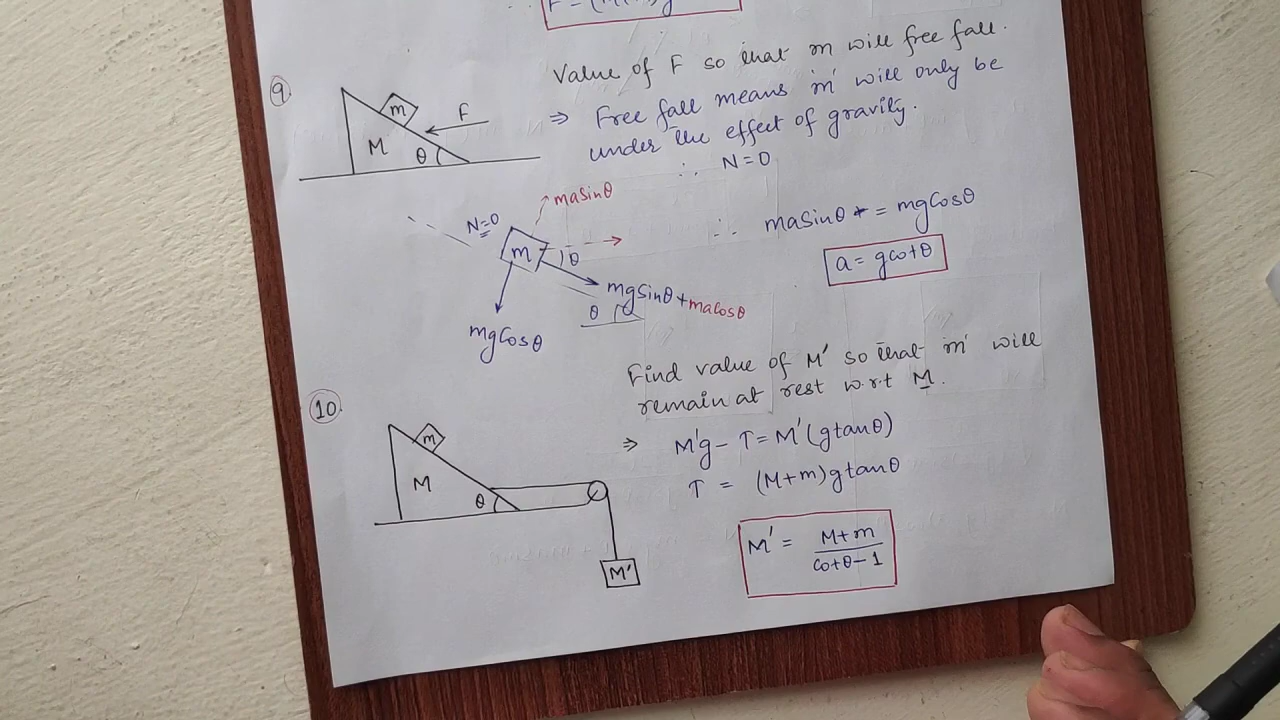 Value of F so that m will free fall.
9
m
F
M
θ
⇒ Free fall means 'm' will only be
under the effect of gravity.
∴ N=0
masinθ
N=0
m
θ
mgsinθ+macosθ
θ
mgcosθ
∴ masinθ = mgcosθ
a = gcotθ
Find value of M' so that 'm' will
remain at rest w.r.t M.
10
m
M
θ
M'
⇒ M'g - T = M'(gtanθ)
T = (M+m)gtanθ
M' = M+m
cotθ-1